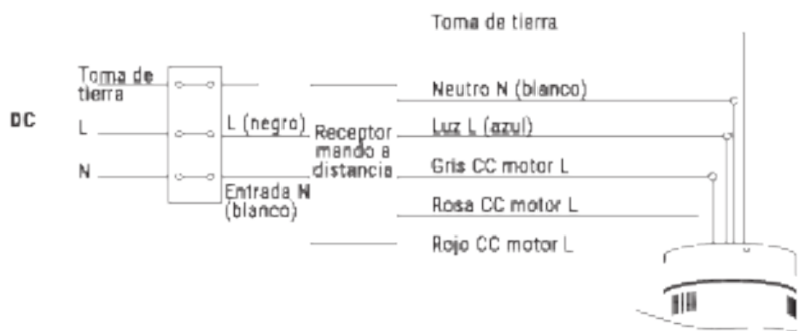 Toma de tierra
Toma de
tierra
Neutro N (blanco)
DC
L
L (negro)
Receptor
mando a
distancia
Luz L (azul)
N
Entrada N
(blanco)
Gris CC motor L
Rosa CC motor L
Rojo CC motor L